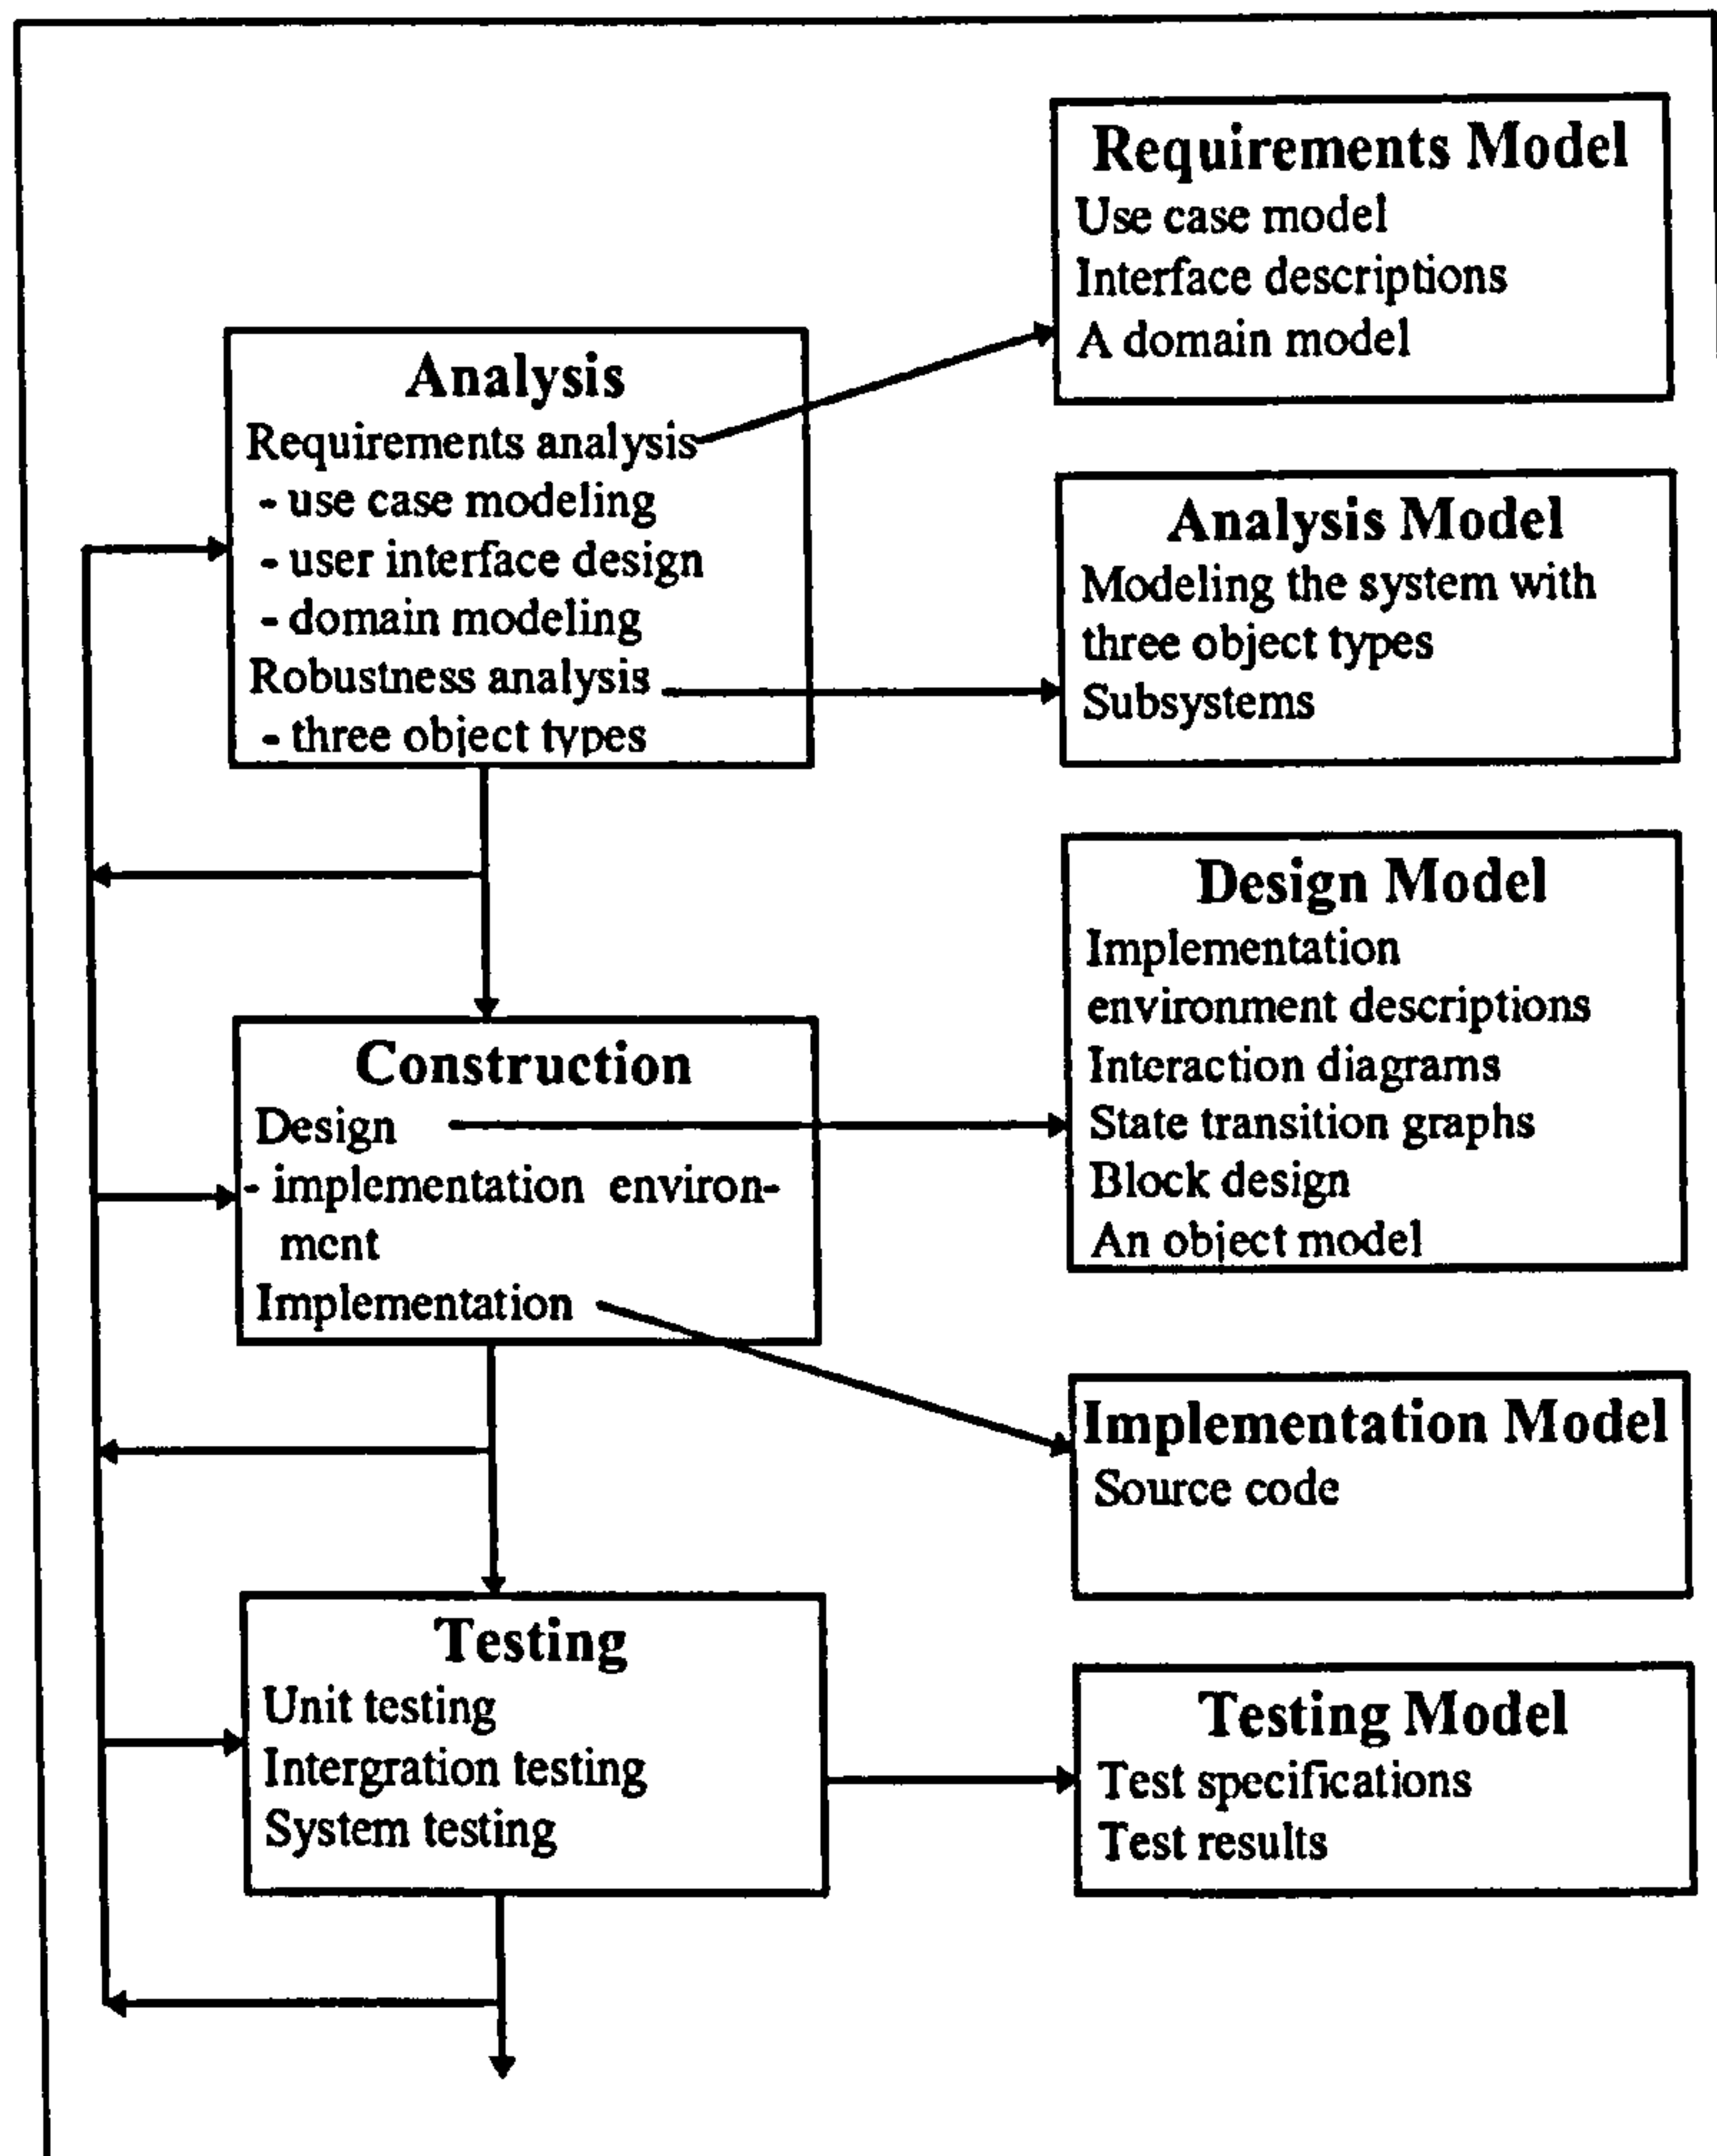 Requirements Model
Use case model
Interface descriptions
A domain model
Analysis
Requirements analysis
- use case modeling
- user interface design
- domain modeling
Robustness analysis
- three object types
Analysis Model
Modeling the system with
three object types
Subsystems
Design Model
Implementation
environment descriptions
Interaction diagrams
State transition graphs
Block design
An object model
Construction
Design
- implementation environ-
ment
Implementation
Implementation Model
Source code
Testing
Unit testing
Intergration testing
System testing
Testing Model
Test specifications
Test results